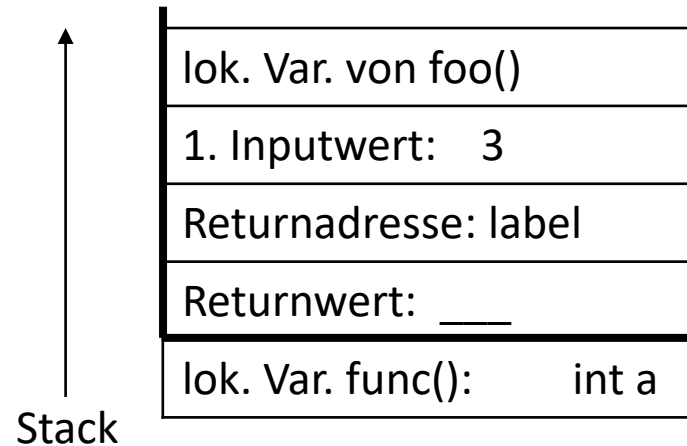 lok. Var. von foo()
1. Inputwert: 3
Returnadresse: label
Returnwert: ___
lok. Var. func(): int a
Stack